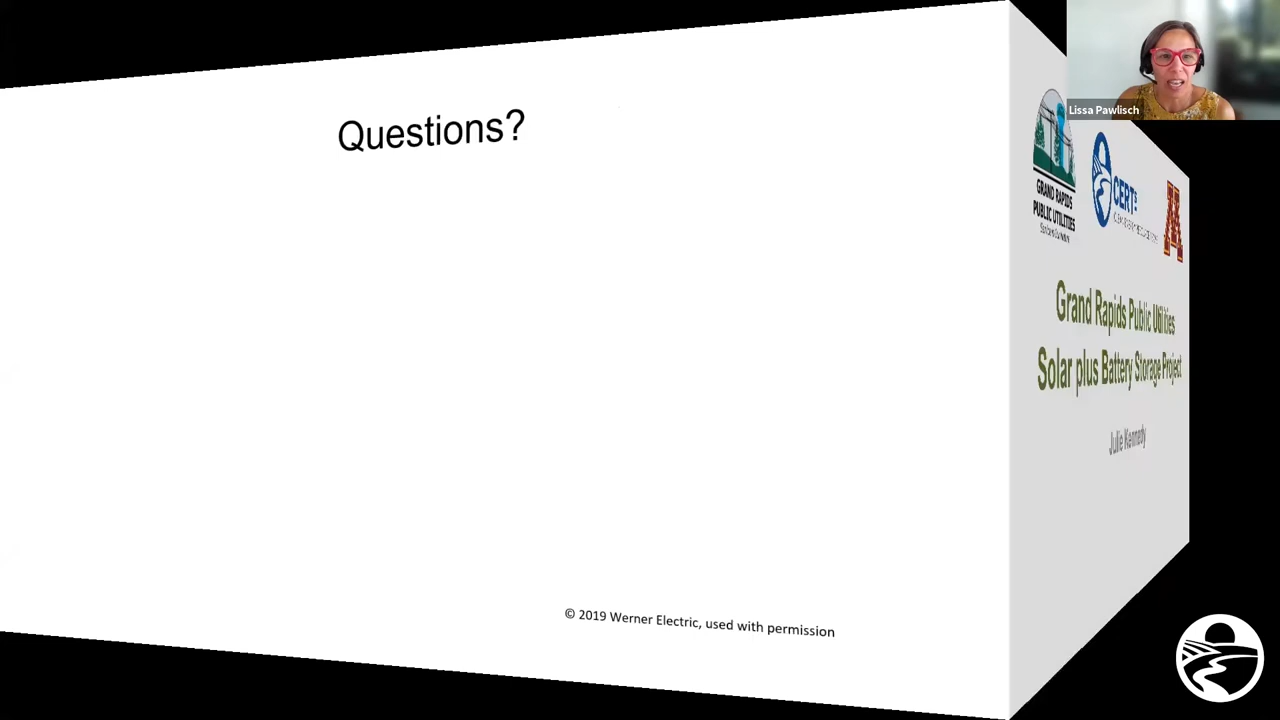 Questions?
© 2019 Werner Electric, used with permission
Lissa Pawlisch
GRAND RAPIDS
PUBLIC UTILITIES
CERTs
Grand Rapids Public Utilities
Solar plus Battery Storage Project
Julie Kennedy